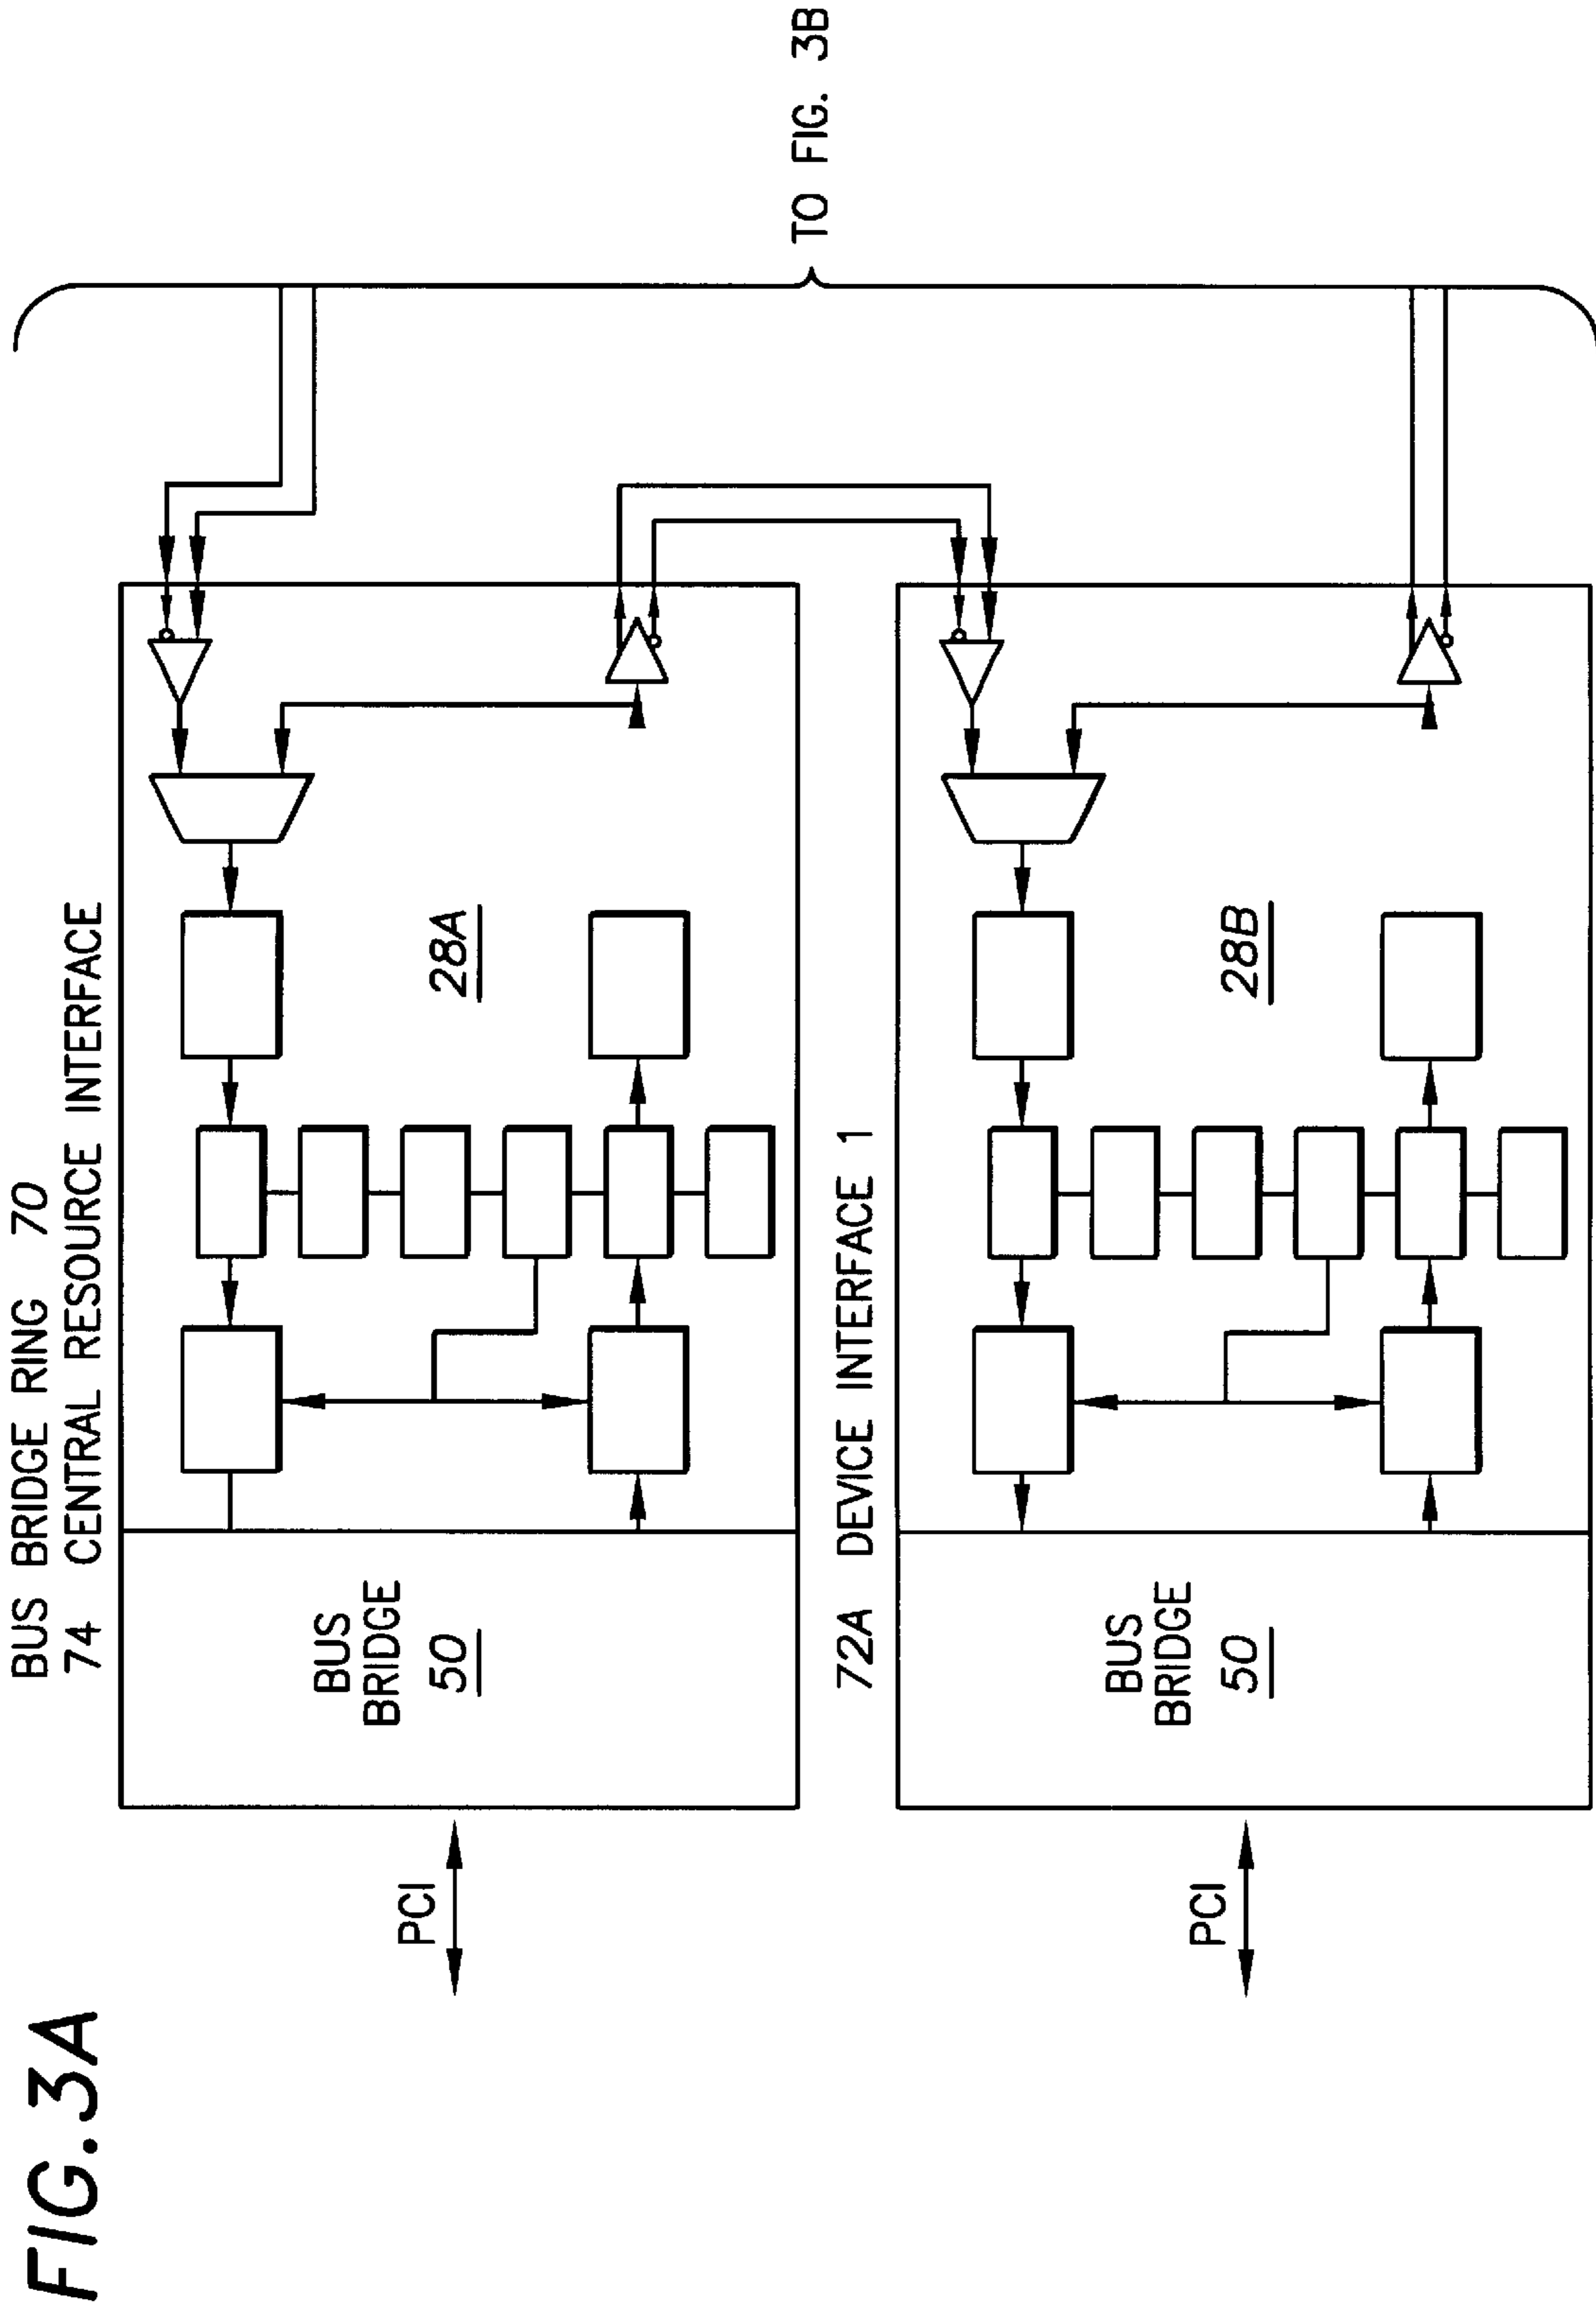 FIG. 3A
BUS BRIDGE RING 70
74 CENTRAL RESOURCE INTERFACE
BUS
BRIDGE
50
28A
PCI
TO FIG. 3B
72A DEVICE INTERFACE 1
BUS
BRIDGE
50
28B
PCI